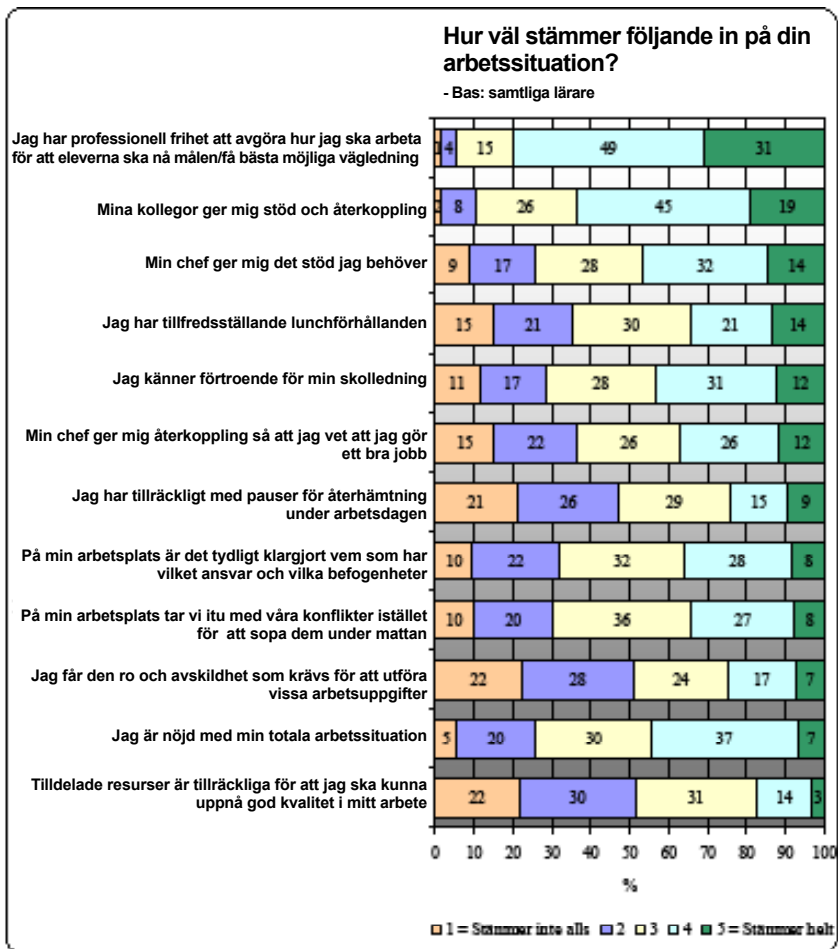 Hur väl stämmer följande in på din
arbetssituation?
- Bas: samtliga lärare
Jag har professionell frihet att avgöra hur jag ska arbeta
för att eleverna ska nå målen/få bästa möjliga vägledning
1 4 15 49 31
Mina kollegor ger mig stöd och återkoppling
2 8 26 45 19
Min chef ger mig det stöd jag behöver
9 17 28 32 14
Jag har tillfredsställande lunchförhållanden
15 21 30 21 14
Jag känner förtroende för min skolledning
11 17 28 31 12
Min chef ger mig återkoppling så att jag vet att jag gör
ett bra jobb
15 22 26 26 12
Jag har tillräckligt med pauser för återhämtning
under arbetsdagen
21 26 29 15 9
På min arbetsplats är det tydligt klargjort vem som har
vilket ansvar och vilka befogenheter
10 22 32 28 8
På min arbetsplats tar vi itu med våra konflikter istället
för att sopa dem under mattan
10 20 36 27 8
Jag får den ro och avskildhet som krävs för att utföra
vissa arbetsuppgifter
22 28 24 17 7
Jag är nöjd med min totala arbetssituation
5 20 30 37 7
Tilldelade resurser är tillräckliga för att jag ska kunna
uppnå god kvalitet i mitt arbete
22 30 31 14 3
0 10 20 30 40 50 60 70 80 90 100
%
1 = Stämmer inte alls 2 3 4 5 = Stämmer helt